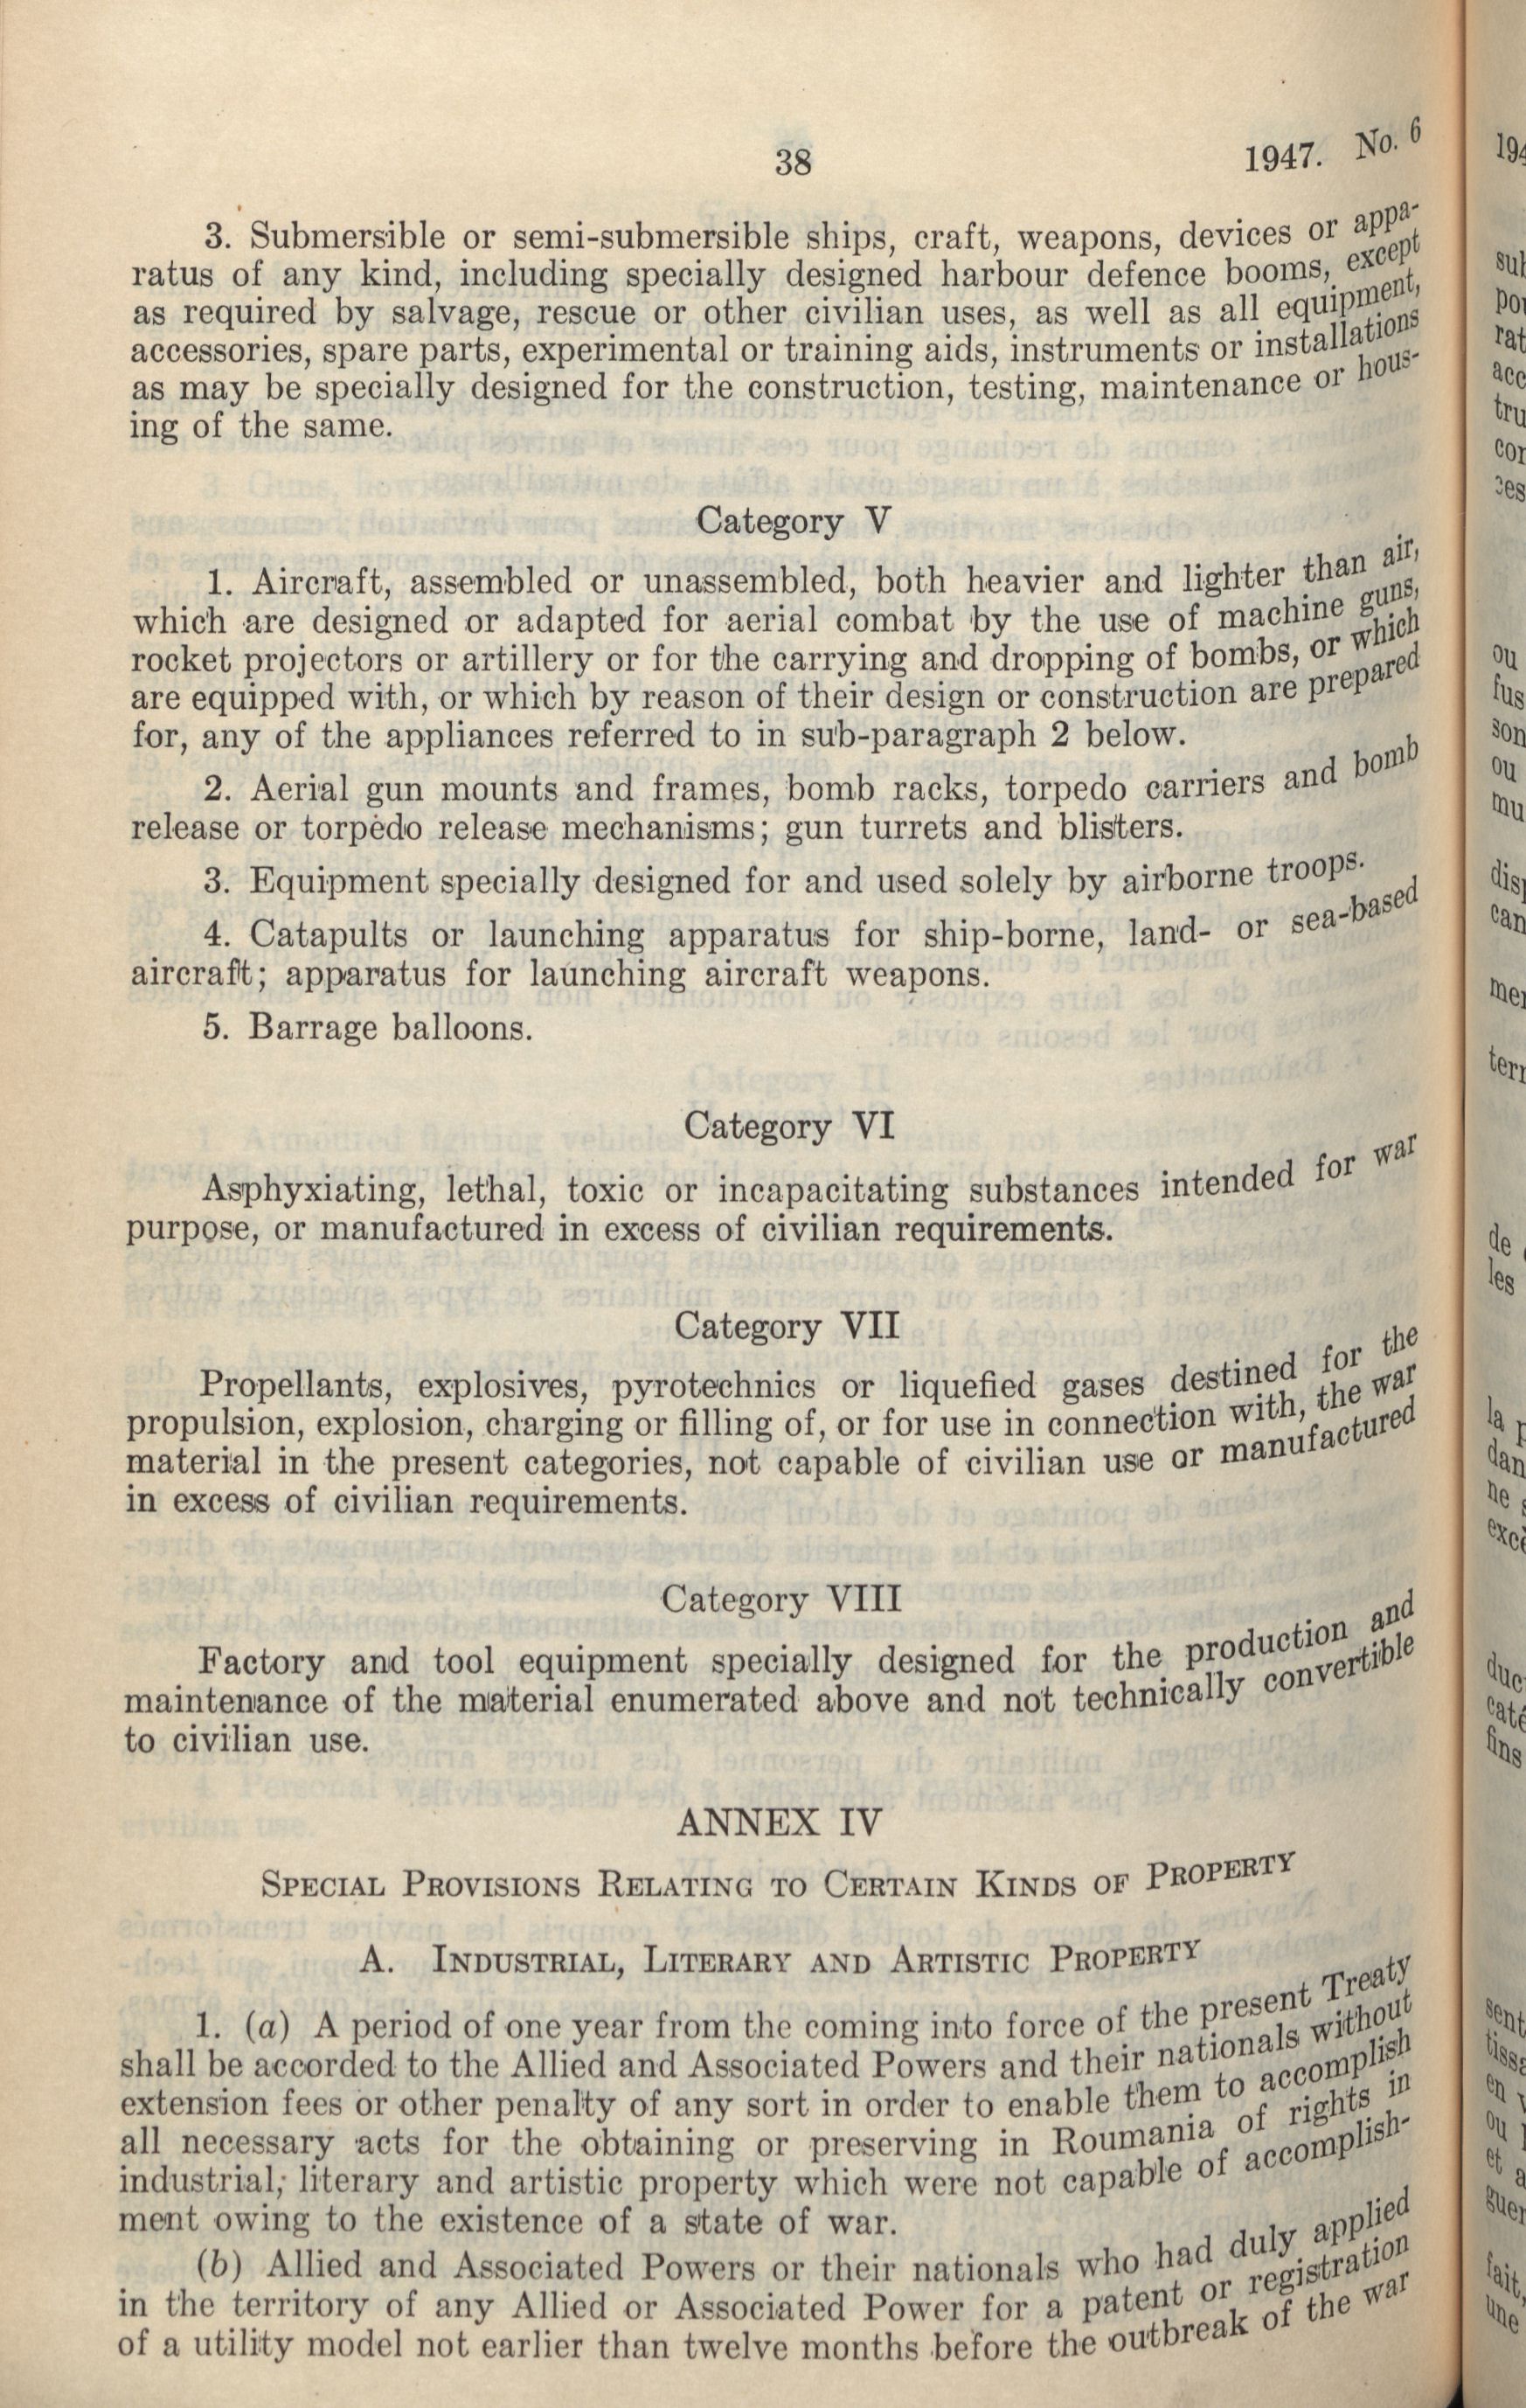 38
1947. No. 6
3. Submersible or semi-submersible ships, craft, weapons, devices or appa-
ratus of any kind, including specially designed harbour defence booms, except
as required by salvage, rescue or other civilian uses, as well as all equipment,
accessories, spare parts, experimental or training aids, instruments or installations
as may be specially designed for the construction, testing, maintenance or hous-
ing of the same.
Category V
1. Aircraft, assembled or unassembled, both heavier and lighter than air,
which are designed or adapted for aerial combat by the use of machine guns,
rocket projectors or artillery or for the carrying and dropping of bombs, or which
are equipped with, or which by reason of their design or construction are prepared
for, any of the appliances referred to in sub-paragraph 2 below.
2. Aerial gun mounts and frames, bomb racks, torpedo carriers and bomb
release or torpedo release mechanisms; gun turrets and blisters.
3. Equipment specially designed for and used solely by airborne troops.
4. Catapults or launching apparatus for ship-borne, land- or sea-based
aircraft; apparatus for launching aircraft weapons.
5. Barrage balloons.
Category VI
Asphyxiating, lethal, toxic or incapacitating substances intended for war
purpose, or manufactured in excess of civilian requirements.
Category VII
Propellants, explosives, pyrotechnics or liquefied gases destined for the
propulsion, explosion, charging or filling of, or for use in connection with, the war
material in the present categories, not capable of civilian use or manufactured
in excess of civilian requirements.
Category VIII
Factory and tool equipment specially designed for the production and
maintenance of the material enumerated above and not technically convertible
to civilian use.
ANNEX IV
SPECIAL PROVISIONS RELATING TO CERTAIN KINDS OF PROPERTY
A. INDUSTRIAL, LITERARY AND ARTISTIC PROPERTY
1. (a) A period of one year from the coming into force of the present Treaty
shall be accorded to the Allied and Associated Powers and their nationals without
extension fees or other penalty of any sort in order to enable them to accomplish
all necessary acts for the obtaining or preserving in Roumania of rights in
industrial, literary and artistic property which were not capable of accomplish-
ment owing to the existence of a state of war.
(b) Allied and Associated Powers or their nationals who had duly applied
in the territory of any Allied or Associated Power for a patent or registration
of a utility model not earlier than twelve months before the outbreak of the war